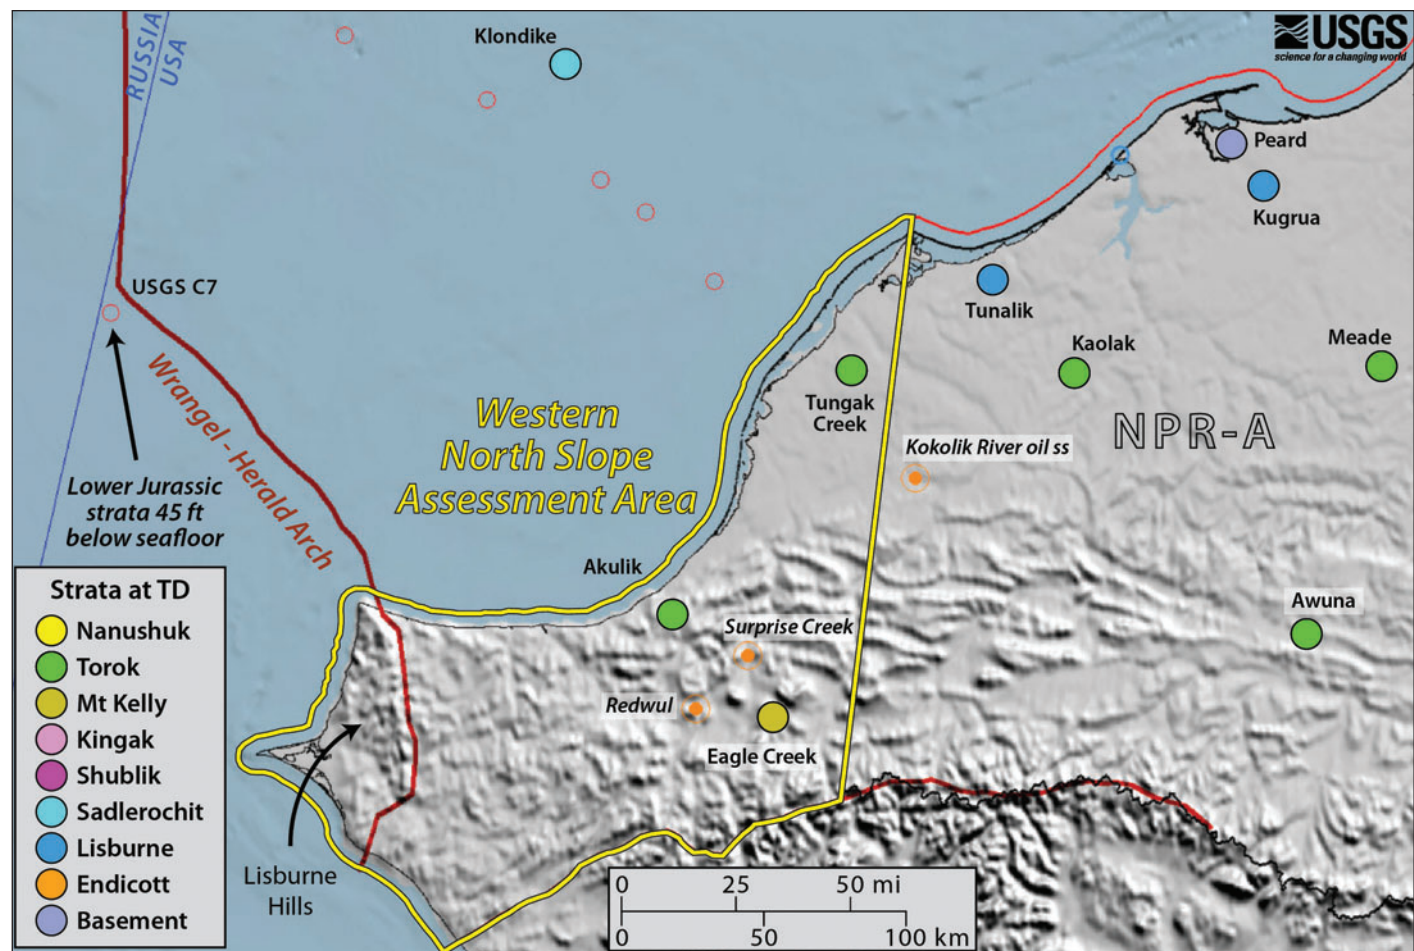 USGS
science for a changing world
Klondike
RUSSIA
USA
Peard
Kugrua
USGS C7
Tunalik
Kaolak
Meade
Wrangel - Herald Arch
Tungak
Creek
Western
North Slope
Assessment Area
NPR-A
Kokolik River oil ss
Lower Jurassic
strata 45 ft
below seafloor
Akulik
Awuna
Surprise Creek
Redwul
Eagle Creek
Lisburne
Hills
Strata at TD
Nanushuk
Torok
Mt Kelly
Kingak
Shublik
Sadlerochit
Lisburne
Endicott
Basement
0 25 50 mi
0 50 100 km